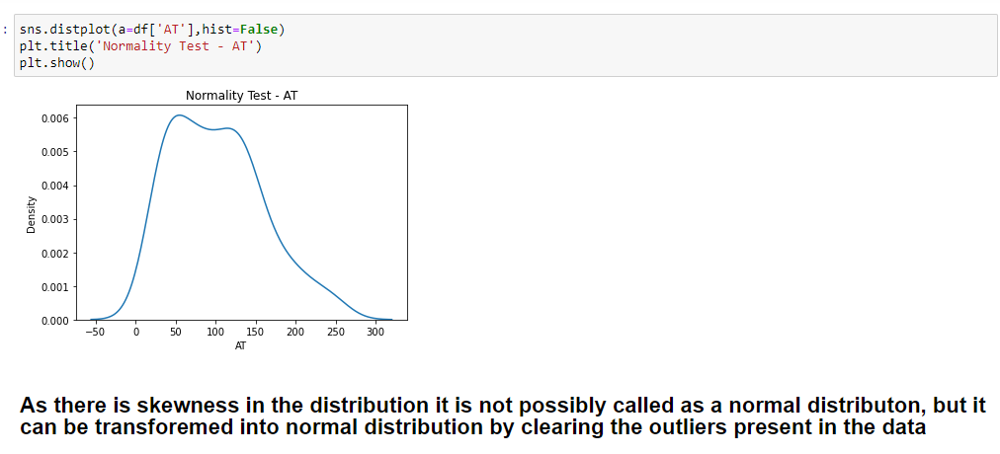 : sns.distplot(a=df['AT'],hist=False)
plt.title('Normality Test - AT')
plt.show()
Normality Test - AT
0.006
0.005
0.004
0.003
0.002
0.001
0.000
Density
−50 0 50 100 150 200 250 300
AT
As there is skewness in the distribution it is not possibly called as a normal distributon, but it
can be transforemed into normal distribution by clearing the outliers present in the data